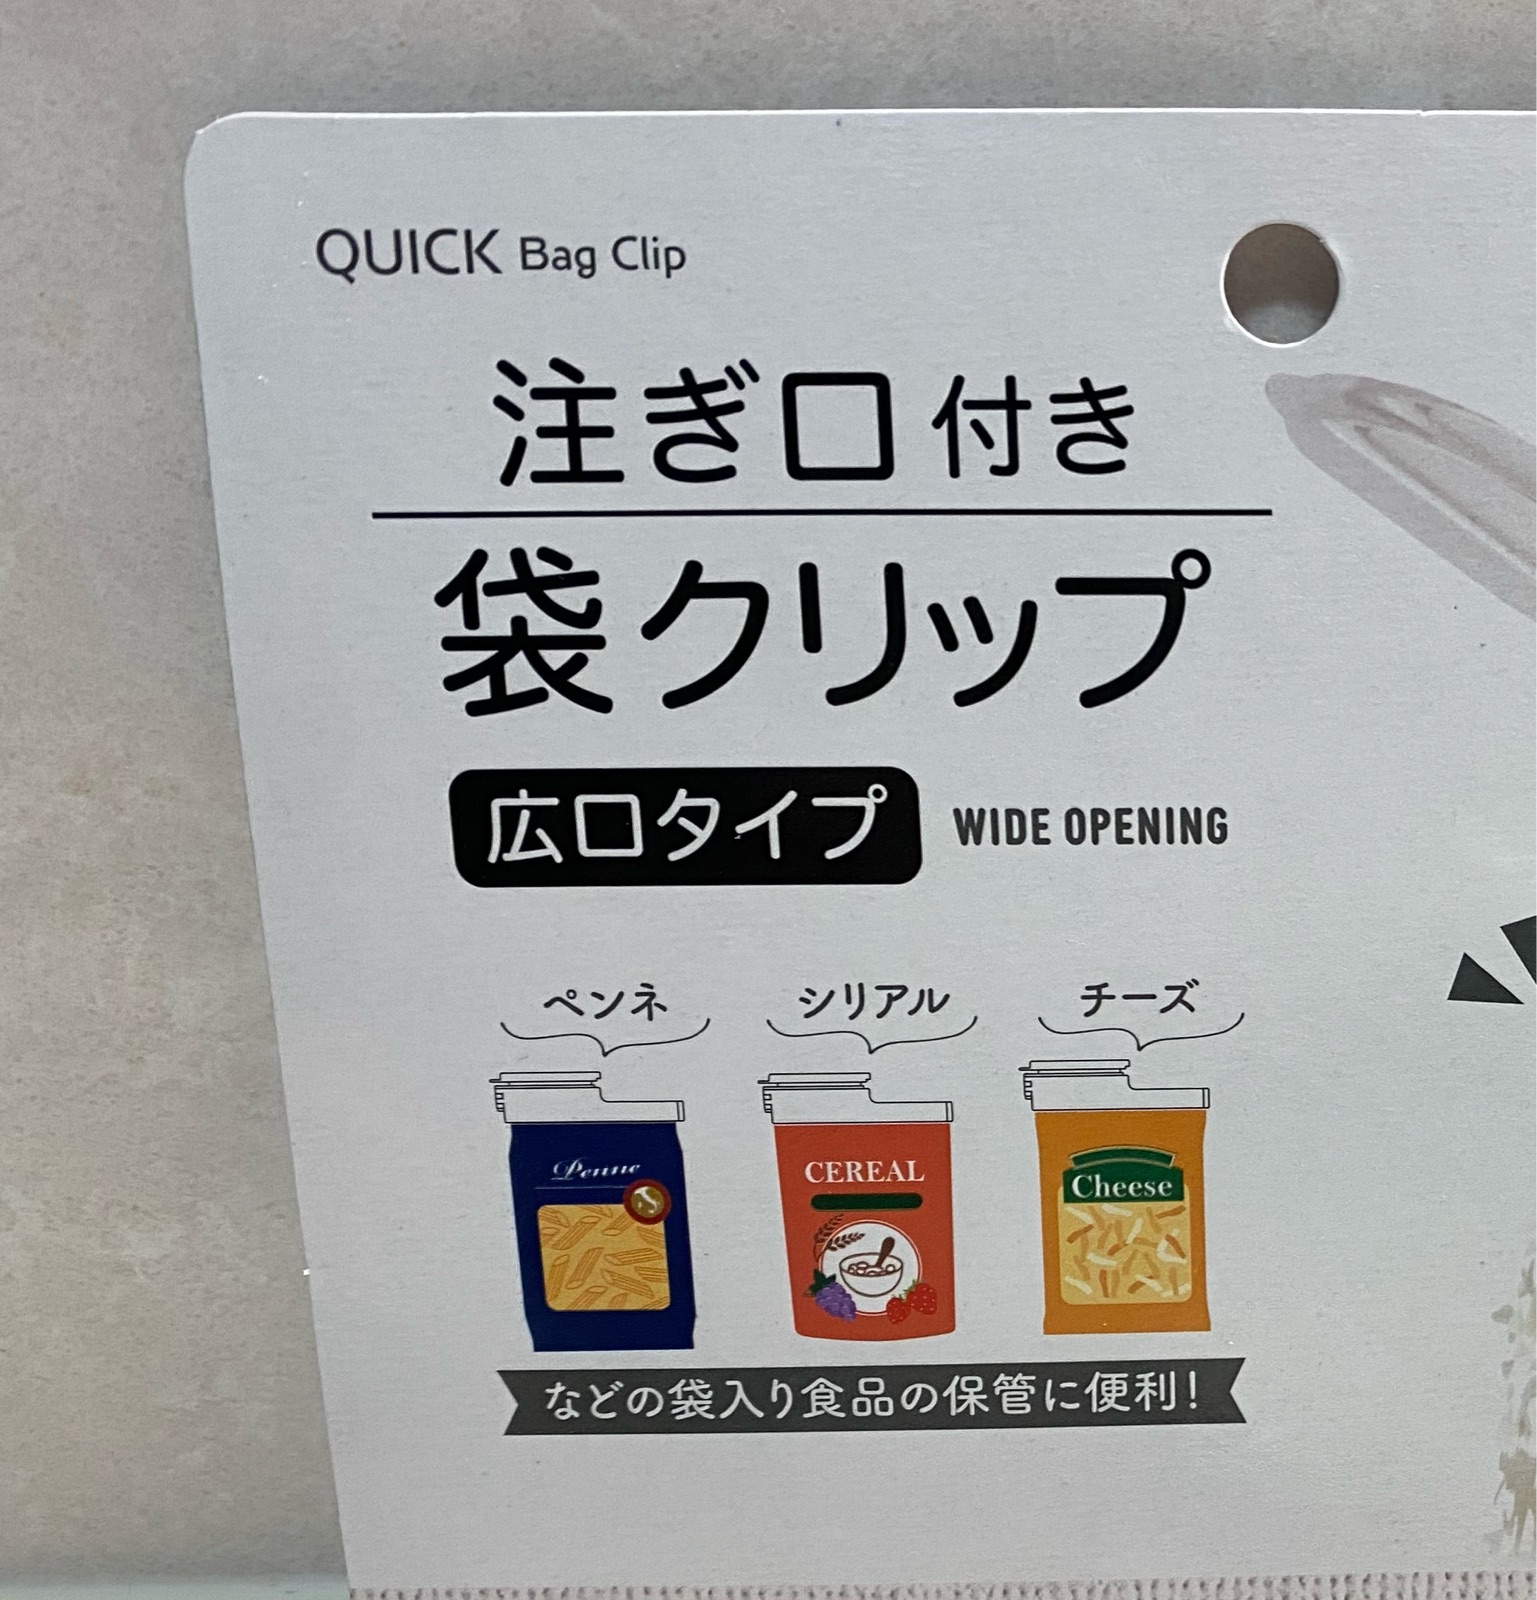 QUICK Bag Clip
注ぎ口 付き
袋クリップ
広口タイプ WIDE OPENING
ペンネ シリアル チーズ
Penne CEREAL Cheese
などの袋入り食品の保管に便利!